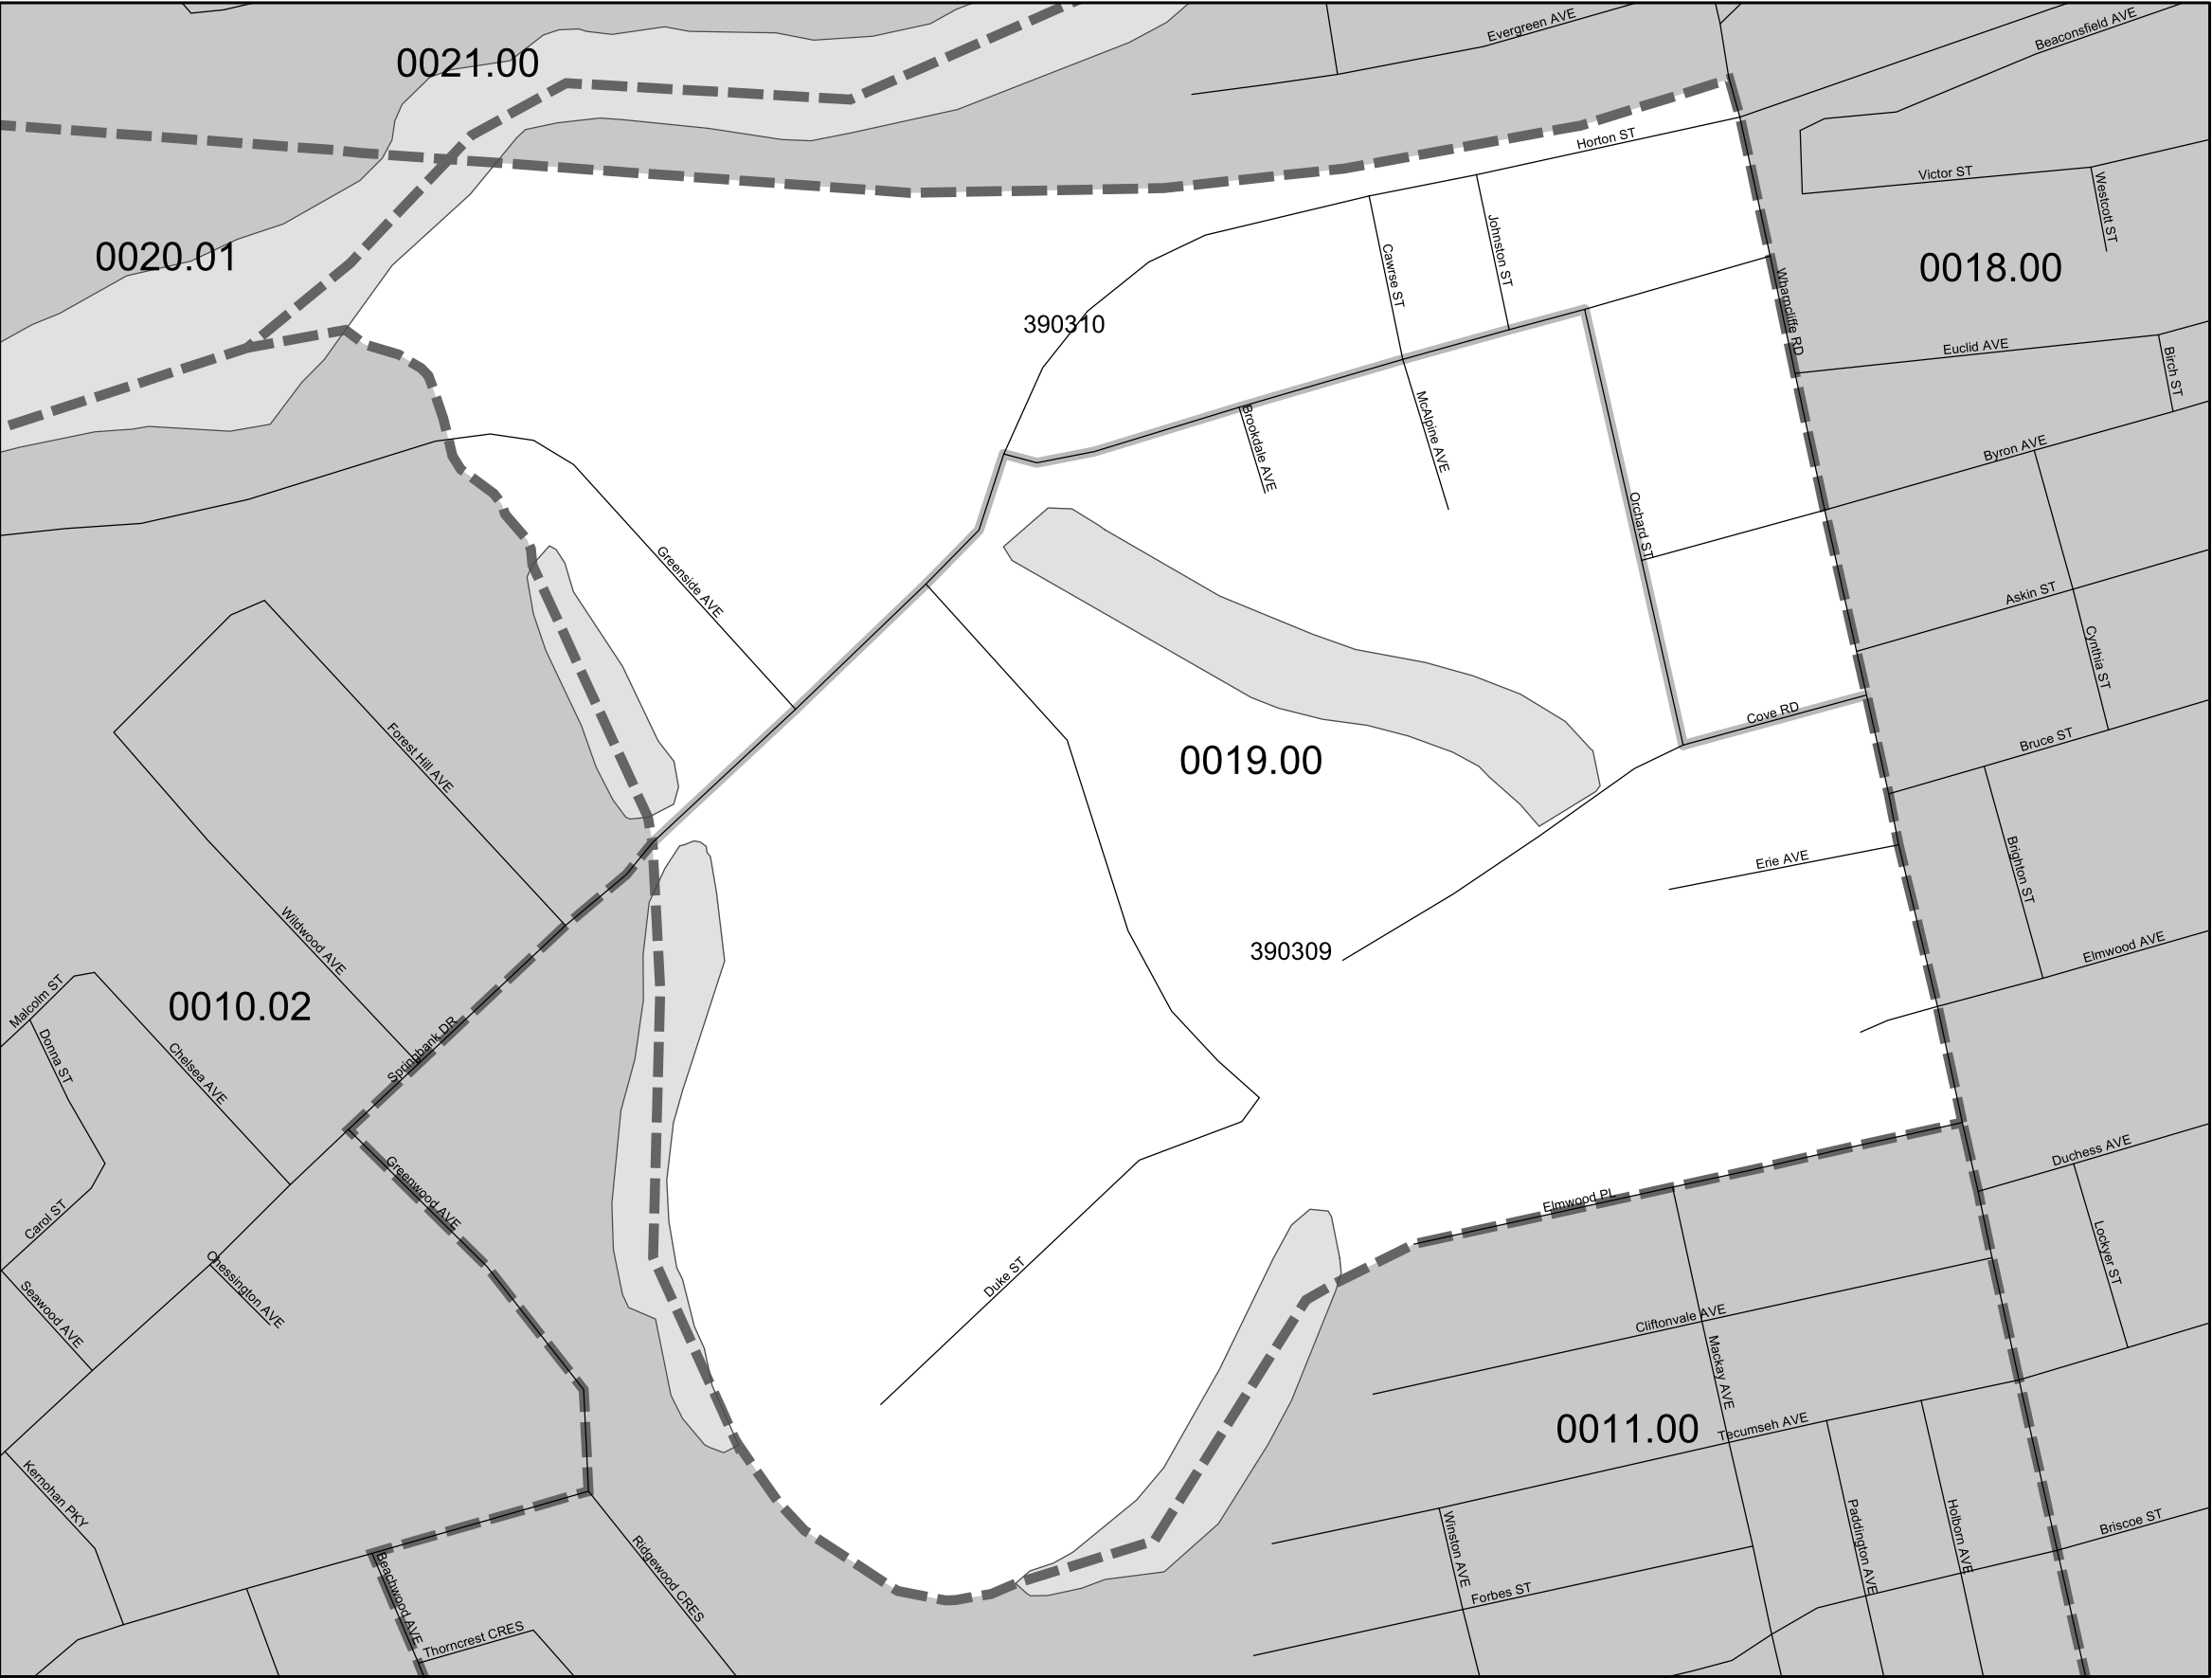 Evergreen AVE
Beaconsfield AVE
0021.00
Horton ST
Victor ST
Westcott ST
0020.01
Johnston ST
Cawrse ST
0018.00
Wharncliffe RD
390310
Euclid AVE
Birch ST
Brookdale AVE
McAlpine AVE
Byron AVE
Orchard ST
Greenside AVE
Askin ST
Cynthia ST
Forest Hill AVE
Cove RD
Bruce ST
0019.00
Erie AVE
Brighton ST
Wildwood AVE
390309
Elmwood AVE
Malcolm ST
0010.02
Donna ST
Chelsea AVE
Springbank DR
Greenwood AVE
Duchess AVE
Carol ST
Elmwood PL
Chessington AVE
Lockyer ST
Seawood AVE
Duke ST
Cliftonvale AVE
Mackay AVE
0011.00
Tecumseh AVE
Kernohan PKY
Winston AVE
Paddington AVE
Holborn AVE
Briscoe ST
Ridgewood CRES
Beachwood AVE
Forbes ST
Thorncrest CRES